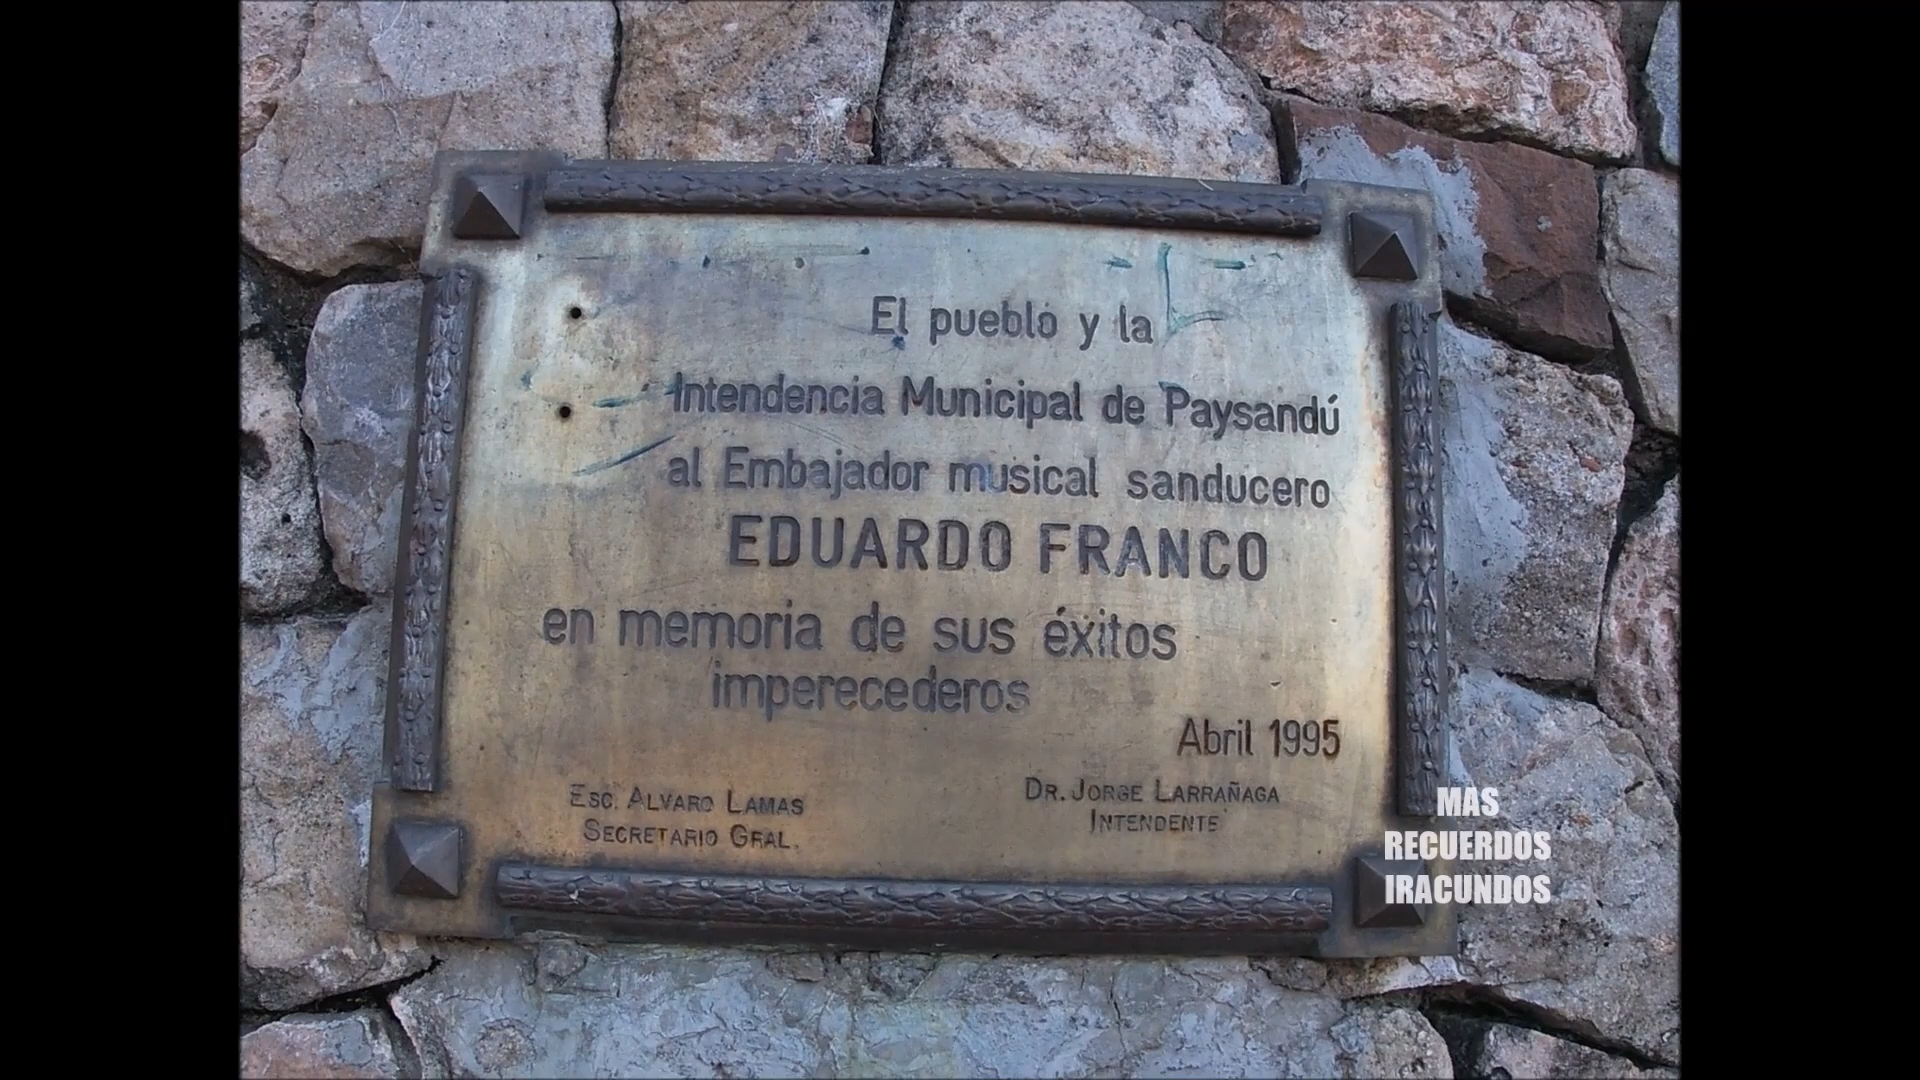 El pueblo y la
Intendencia Municipal de Paysandú
al Embajador musical sanducero
EDUARDO FRANCO
en memoria de sus éxitos
imperecederos
Abril 1995
ESC. ALVARO LAMAS
SECRETARIO GRAL.
DR. JORGE LARRAÑAGA
INTENDENTE
MAS
RECUERDOS
IRACUNDOS